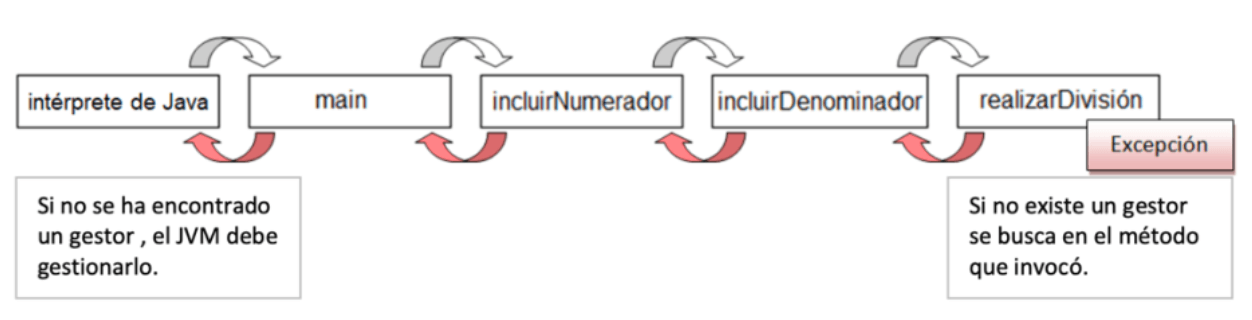 intérprete de Java
main
incluirNumerador
incluirDenominador
realizarDivisión
Excepción
Si no se ha encontrado
un gestor , el JVM debe
gestionarlo.
Si no existe un gestor
se busca en el método
que invocó.